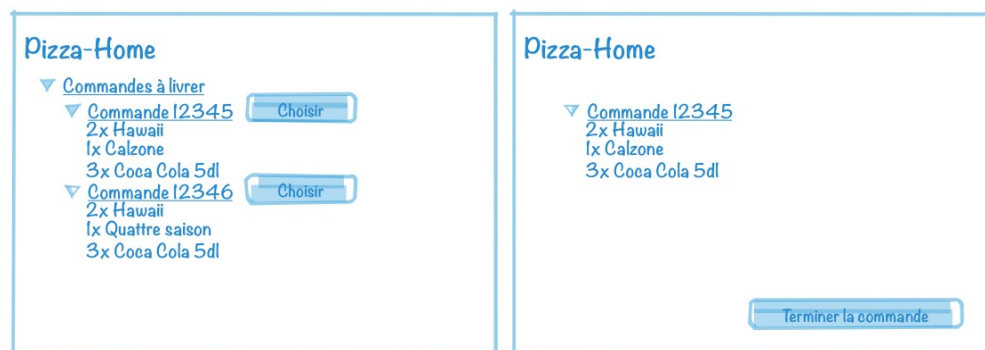 Pizza-Home
Commandes à livrer
Commande 12345 Choisir
2x Hawaii
1x Calzone
3x Coca Cola 5dl
Commande 12346 Choisir
2x Hawaii
1x Quattre saison
3x Coca Cola 5dl
Pizza-Home
Commande 12345
2x Hawaii
1x Calzone
3x Coca Cola 5dl
Terminer la commande